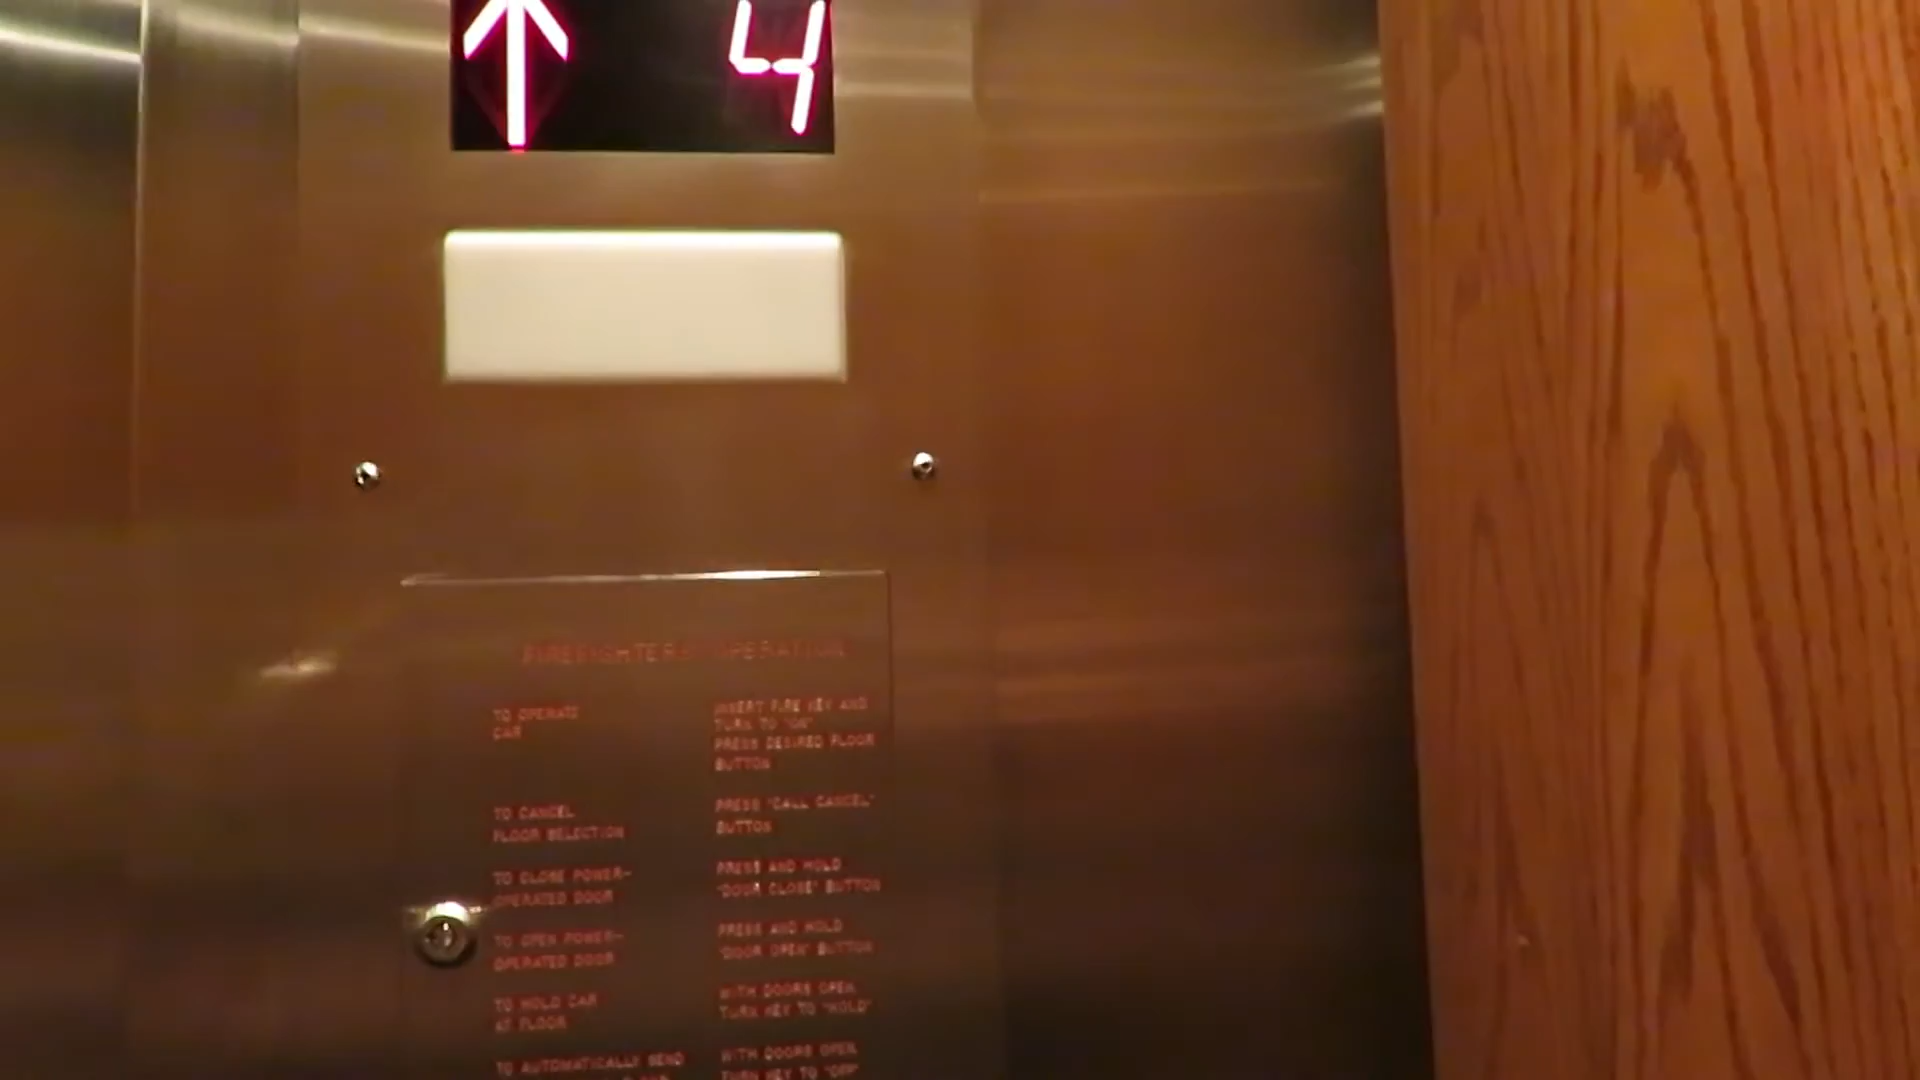 4
FIREFIGHTERS' OPERATION
TO OPERATE
CAR
INSERT FIRE KEY AND
TURN TO "ON"
PRESS DESIRED FLOOR
BUTTON
TO CANCEL
FLOOR SELECTION
PRESS "CALL CANCEL"
BUTTON
TO CLOSE POWER-
OPERATED DOOR
PRESS AND HOLD
"DOOR CLOSE" BUTTON
TO OPEN POWER-
OPERATED DOOR
PRESS AND HOLD
"DOOR OPEN" BUTTON
TO HOLD CAR
AT FLOOR
WITH DOORS OPEN,
TURN KEY TO "HOLD"
TO AUTOMATICALLY SEND
WITH DOORS OPEN,
TURN KEY TO "OFF"